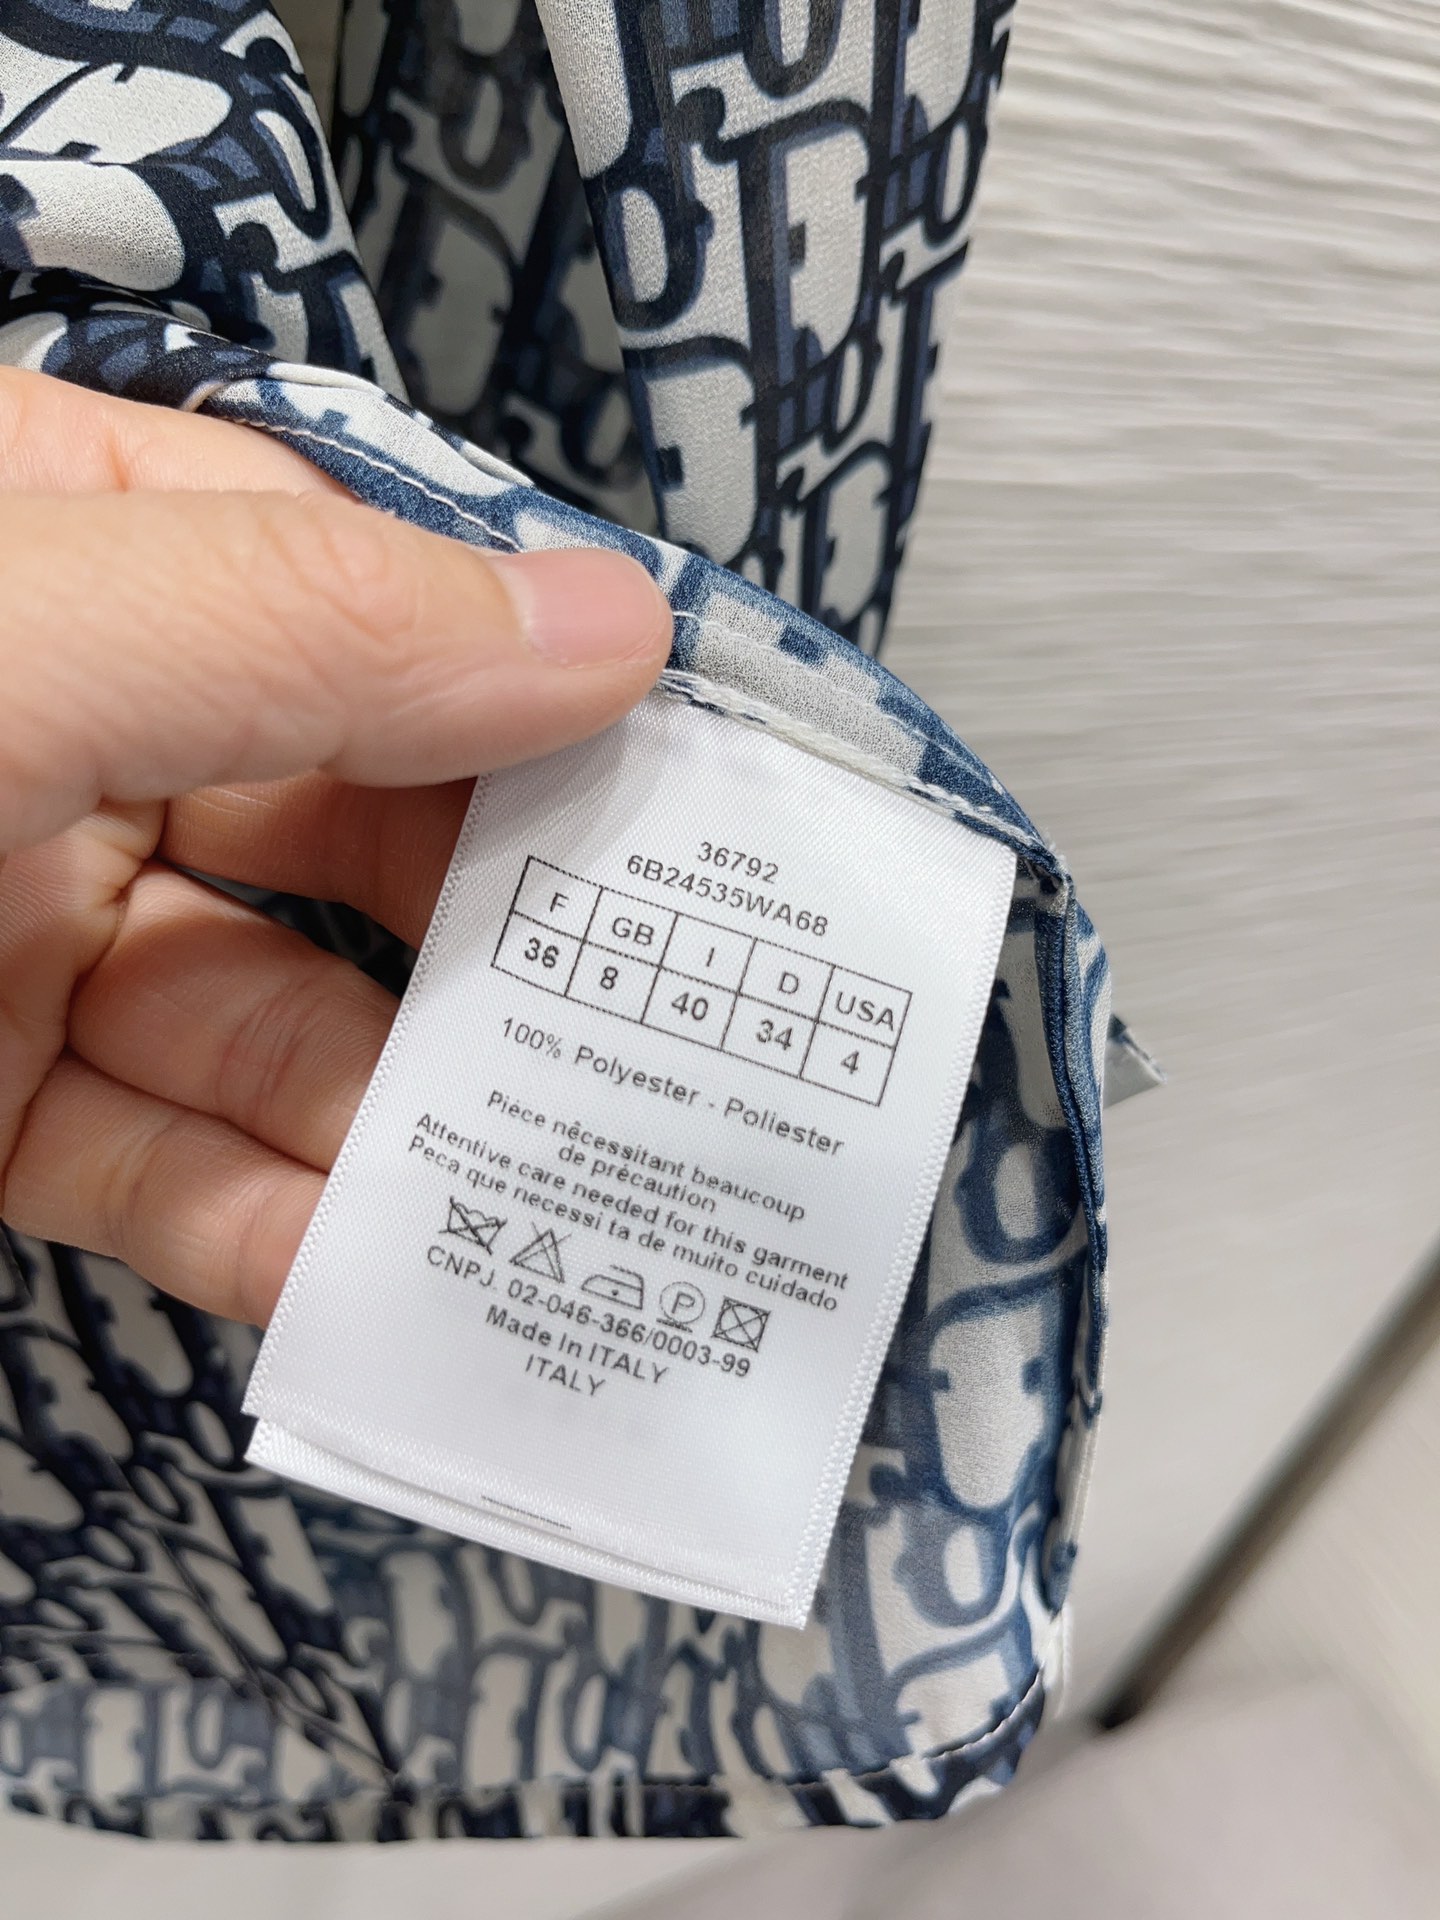 36792
6B24535WA68
F GB I D USA
36 8 40 34 4
100% Polyester - Poliester
Piéce nêcessitant beaucoup
de prêcaution
Attentive care needed for this garment
Peca que necessi ta de muito cuidado
P
CNPJ. 02-046-366/0003-99
Made In ITALY
ITALY